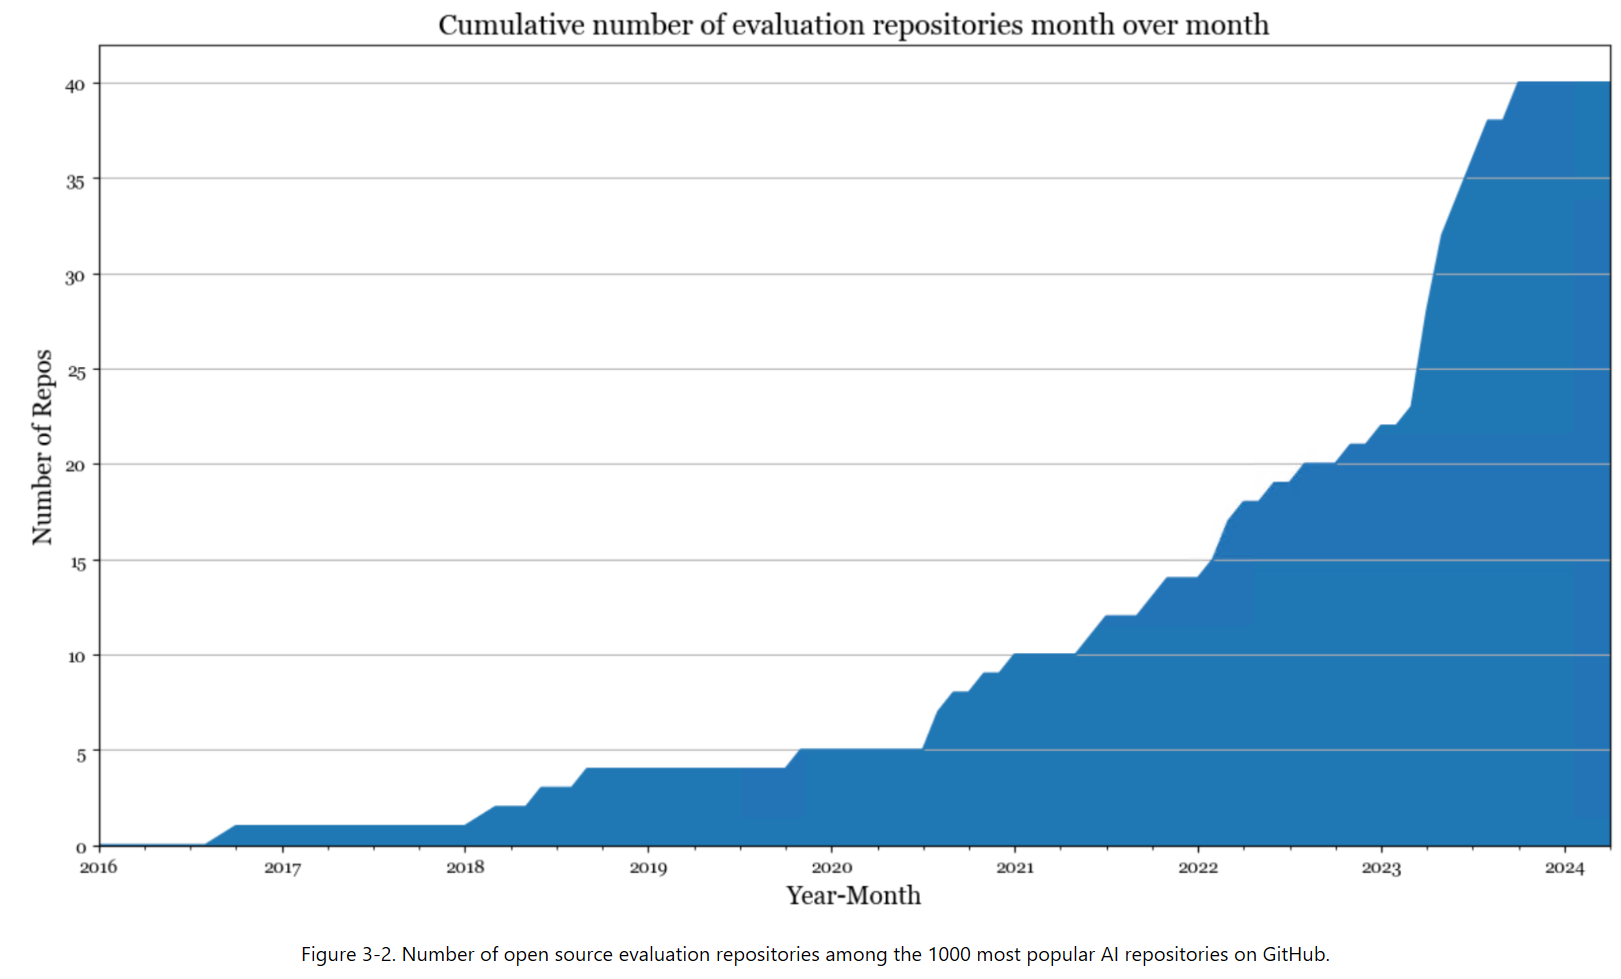 Cumulative number of evaluation repositories month over month
40
35
30
25
20
15
10
5
0
Number of Repos
2016 2017 2018 2019 2020 2021 2022 2023 2024
Year-Month
Figure 3-2. Number of open source evaluation repositories among the 1000 most popular AI repositories on GitHub.